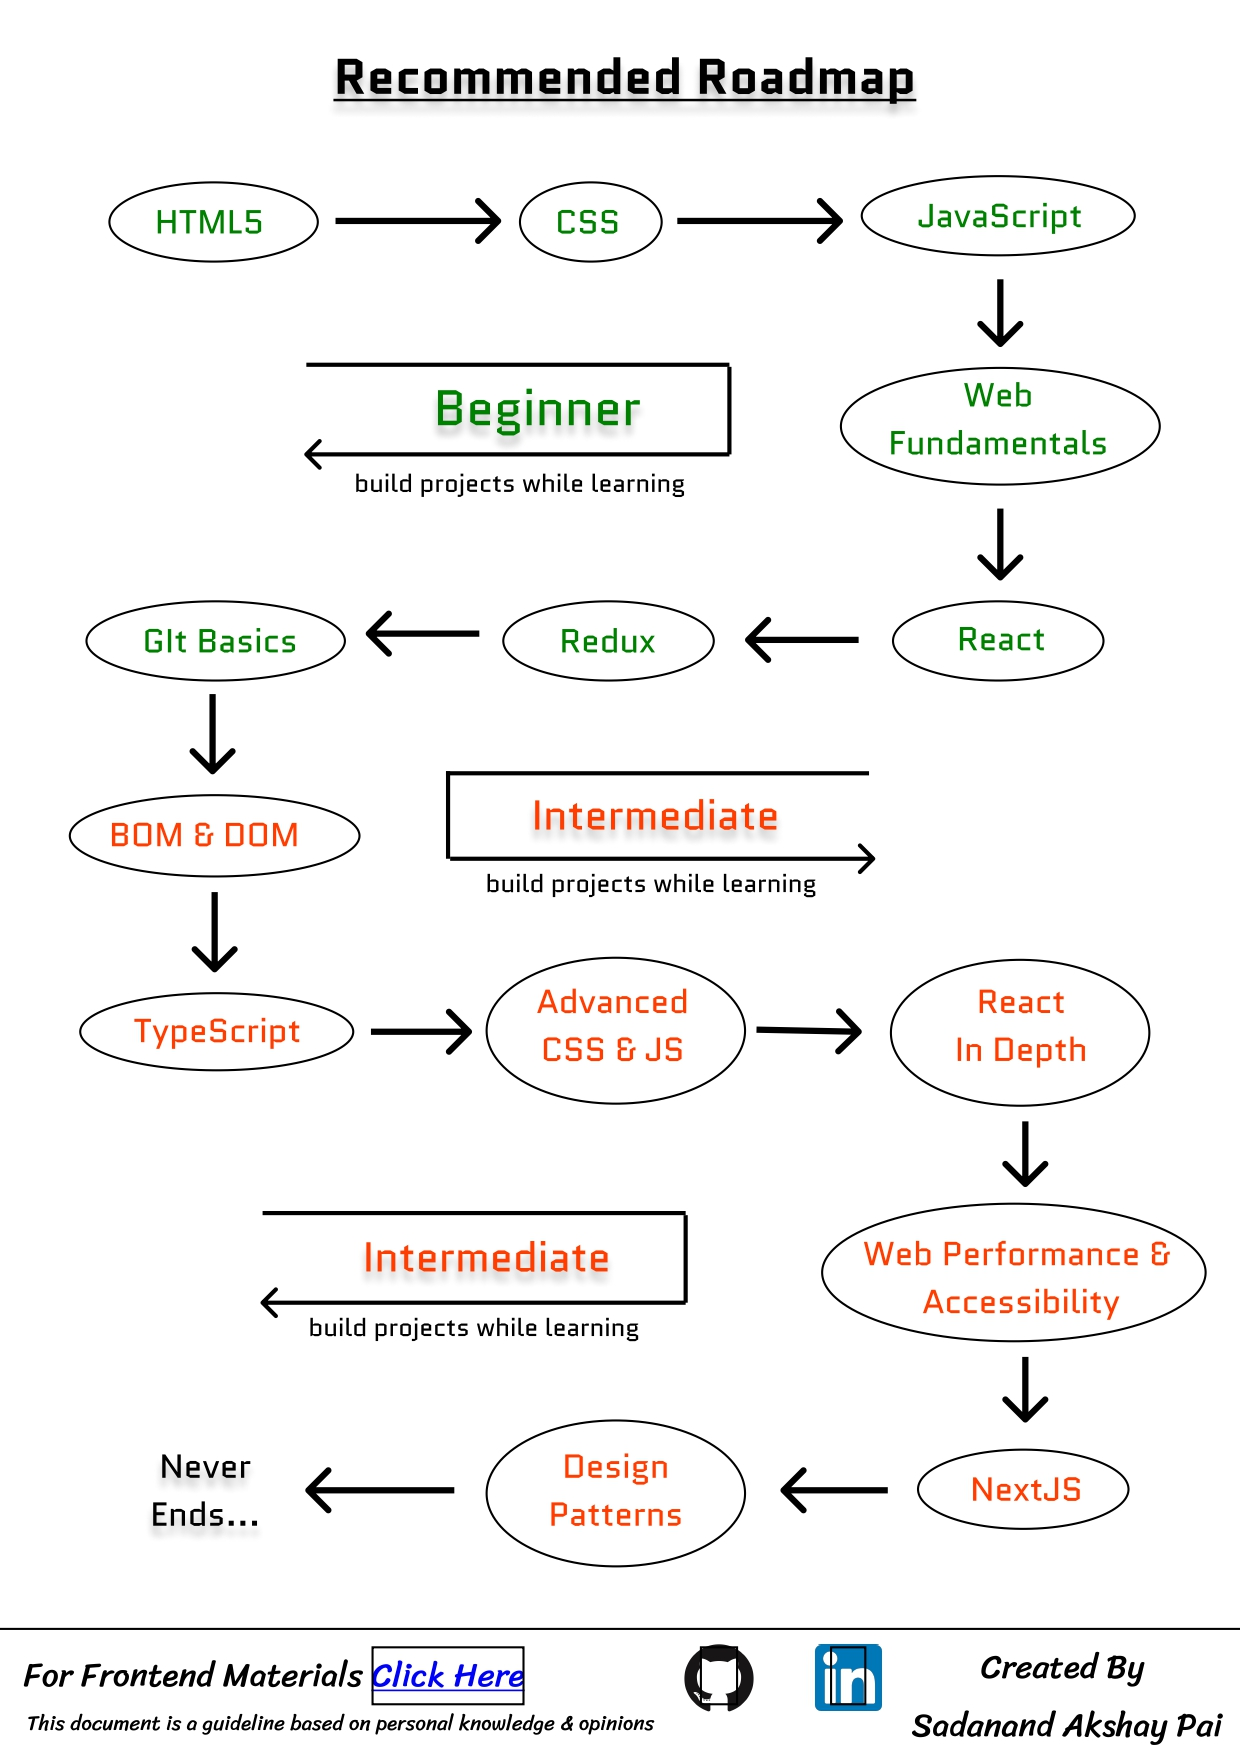 Recommended Roadmap
HTML5
CSS
JavaScript
Beginner
build projects while learning
Web
Fundamentals
GIt Basics
Redux
React
BOM & DOM
Intermediate
build projects while learning
TypeScript
Advanced
CSS & JS
React
In Depth
Intermediate
build projects while learning
Web Performance &
Accessibility
Never
Ends...
Design
Patterns
NextJS
For Frontend Materials Click Here
This document is a guideline based on personal knowledge & opinions
in
Created By
Sadanand Akshay Pai